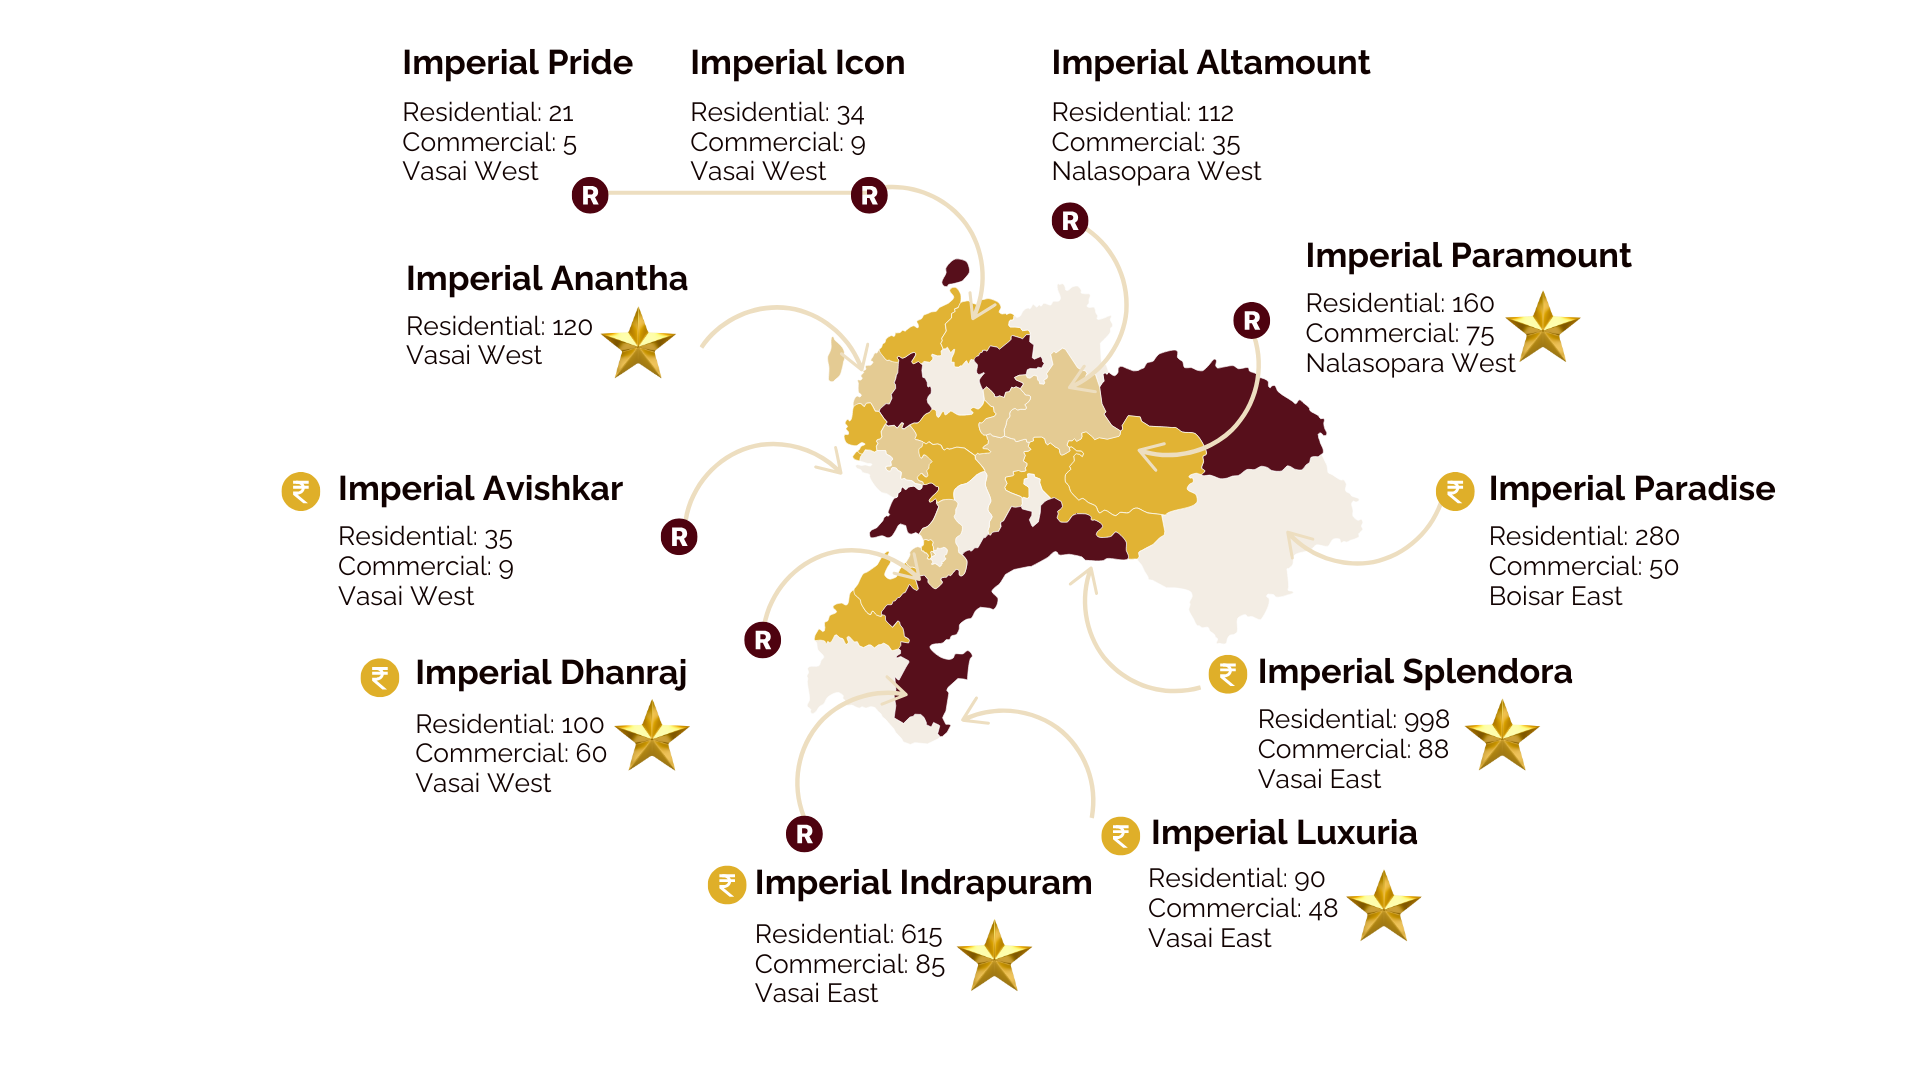 Imperial Pride
Residential: 21
Commercial: 5
Vasai West
R
Imperial Icon
Residential: 34
Commercial: 9
Vasai West
R
Imperial Altamount
Residential: 112
Commercial: 35
Nalasopara West
R
Imperial Anantha
Residential: 120
Vasai West
R
Imperial Paramount
Residential: 160
Commercial: 75
Nalasopara West
₹ Imperial Avishkar
Residential: 35
Commercial: 9
Vasai West
R
₹ Imperial Paradise
Residential: 280
Commercial: 50
Boisar East
R
₹ Imperial Dhanraj
Residential: 100
Commercial: 60
Vasai West
₹ Imperial Splendora
Residential: 998
Commercial: 88
Vasai East
R
₹ Imperial Indrapuram
Residential: 615
Commercial: 85
Vasai East
₹ Imperial Luxuria
Residential: 90
Commercial: 48
Vasai East